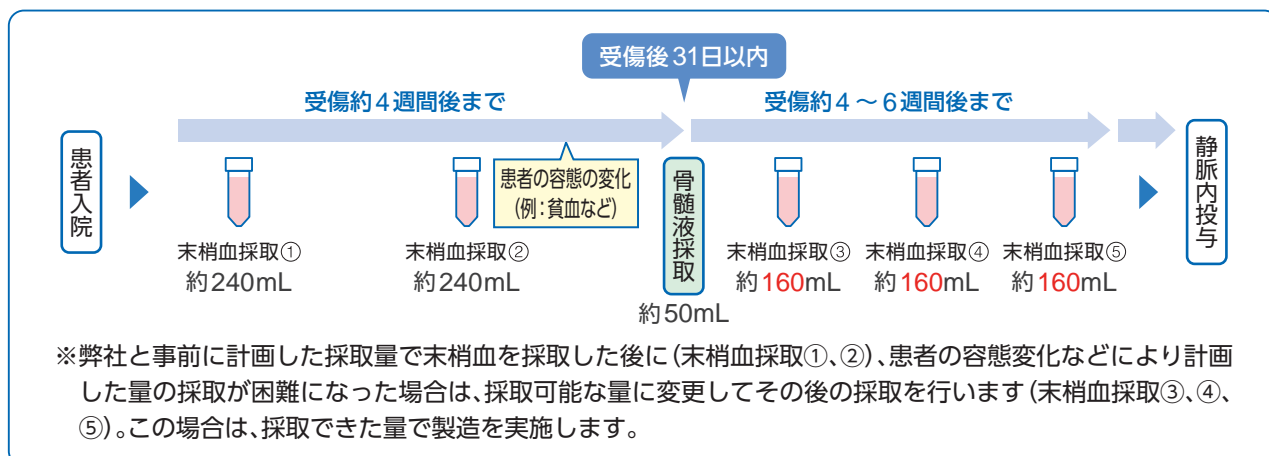 受傷後31日以内
受傷約4週間後まで
受傷約4～6週間後まで
患者入院
患者の容態の変化
(例：貧血など)
骨髄液採取
静脈内投与
末梢血採取①
約240mL
末梢血採取②
約240mL
約50mL
末梢血採取③
約160mL
末梢血採取④
約160mL
末梢血採取⑤
約160mL
※弊社と事前に計画した採取量で末梢血を採取した後に(末梢血採取①、②)、患者の容態変化などにより計画
した量の採取が困難になった場合は、採取可能な量に変更してその後の採取を行います(末梢血採取③、④、
⑤)。この場合は、採取できた量で製造を実施します。